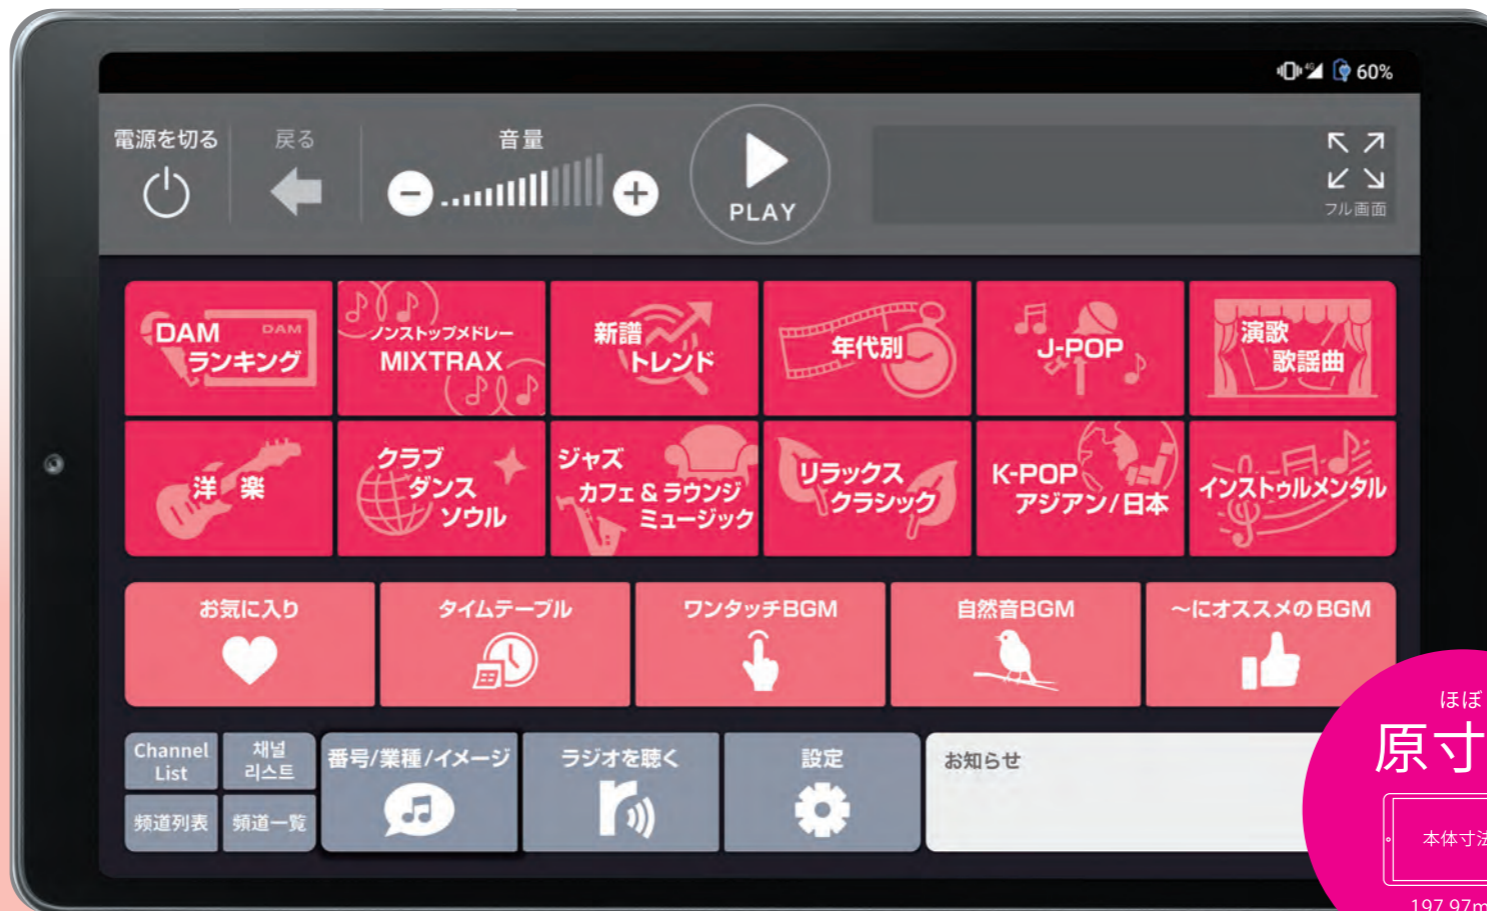 4G 60%
電源を切る
戻る
音量
PLAY
フル画面
DAM
DAM
ランキング
ノンストップメドレー
MIXTRAX
新譜
トレンド
年代別
J-POP
演歌
歌謡曲
洋楽
クラブ
ダンス
ソウル
ジャズ
カフェ & ラウンジ
ミュージック
リラックス
クラシック
K-POP
アジアン/日本
インストゥルメンタル
お気に入り
タイムテーブル
ワンタッチBGM
自然音BGM
~にオススメのBGM
Channel
List
채널
리스트
频道列表
頻道一覧
番号/業種/イメージ
ラジオを聴く
設定
お知らせ
ほぼ
原寸
本体寸法
197.97m